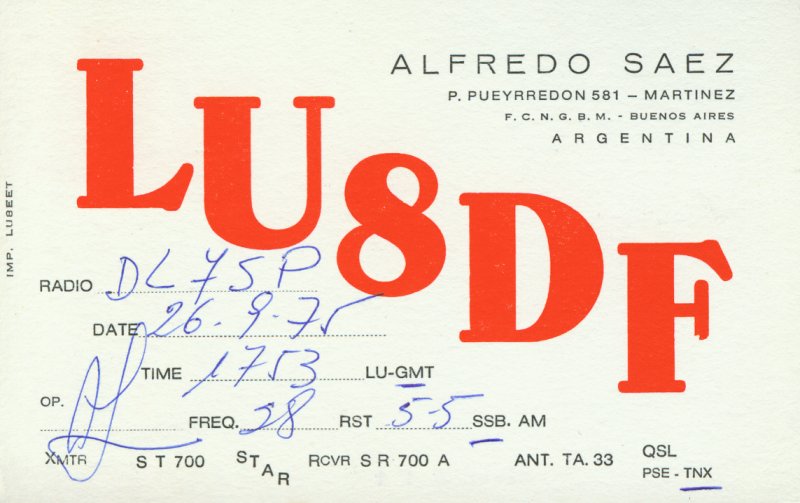 ALFREDO SAEZ
P. PUEYRREDON 581 – MARTINEZ
F. C. N. G. B. M. - BUENOS AIRES
ARGENTINA
LU8DF
IMP. LUBEET
RADIO DL7SP
DATE 26.9.75
TIME 1753 LU-GMT
OP.
FREQ. 28 RST 5-5 SSB. AM
XMTR ST 700 STAR RCVR SR 700 A ANT. TA. 33 QSL
PSE - TNX